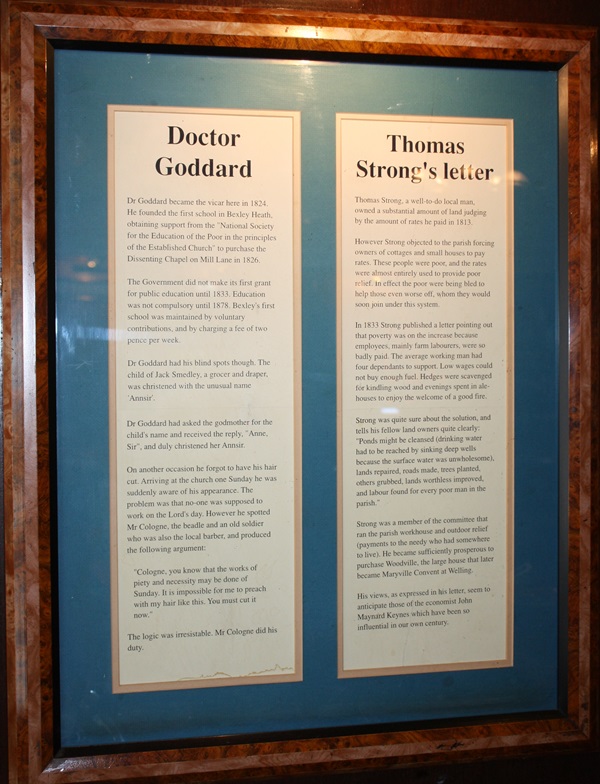 Doctor
Goddard
Dr Goddard became the vicar here in 1824.
He founded the first school in Bexley Heath,
obtaining support from the "National Society
for the Education of the Poor in the principles
of the Established Church" to purchase the
Dissenting Chapel on Mill Lane in 1826.
The Government did not make its first grant
for public education until 1833. Education
was not compulsory until 1878. Bexley's first
school was maintained by voluntary
contributions, and by charging a fee of two
pence per week.
Dr Goddard had his blind spots though. The
child of Jack Smedley, a grocer and draper,
was christened with the unusual name
'Annsir'.
Dr Goddard had asked the godmother for the
child's name and received the reply, "Anne,
Sir", and duly christened her Annsir.
On another occasion he forgot to have his hair
cut. Arriving at the church one Sunday he was
suddenly aware of his appearance. The
problem was that no-one was supposed to
work on the Lord's day. However he spotted
Mr Cologne, the beadle and an old soldier
who was also the local barber, and produced
the following argument:
"Cologne, you know that the works of
piety and necessity may be done of
Sunday. It is impossible for me to preach
with my hair like this. You must cut it
now."
The logic was irresistable. Mr Cologne did his
duty.
Thomas
Strong's letter
Thomas Strong, a well-to-do local man,
owned a substantial amount of land judging
by the amount of rates he paid in 1813.
However Strong objected to the parish forcing
owners of cottages and small houses to pay
rates. These people were poor, and the rates
were almost entirely used to provide poor
relief. In effect the poor were being bled to
help those even worse off, whom they would
soon join under this system.
In 1833 Strong published a letter pointing out
that poverty was on the increase because
employees, mainly farm labourers, were so
badly paid. The average working man had
four dependants to support. Low wages could
not buy enough fuel. Hedges were scavenged
for kindling wood and evenings spent in ale-
houses to enjoy the welcome of a good fire.
Strong was quite sure about the solution, and
tells his fellow land owners quite clearly:
"Ponds might be cleansed (drinking water
had to be reached by sinking deep wells
because the surface water was unwholesome),
lands repaired, roads made, trees planted,
others grubbed, lands worthless improved,
and labour found for every poor man in the
parish."
Strong was a member of the committee that
ran the parish workhouse and outdoor relief
(payments to the needy who had somewhere
to live). He became sufficiently prosperous to
purchase Woodville, the large house that later
became Maryville Convent at Welling.
His views, as expressed in his letter, seem to
anticipate those of the economist John
Maynard Keynes which have been so
influential in our own century.